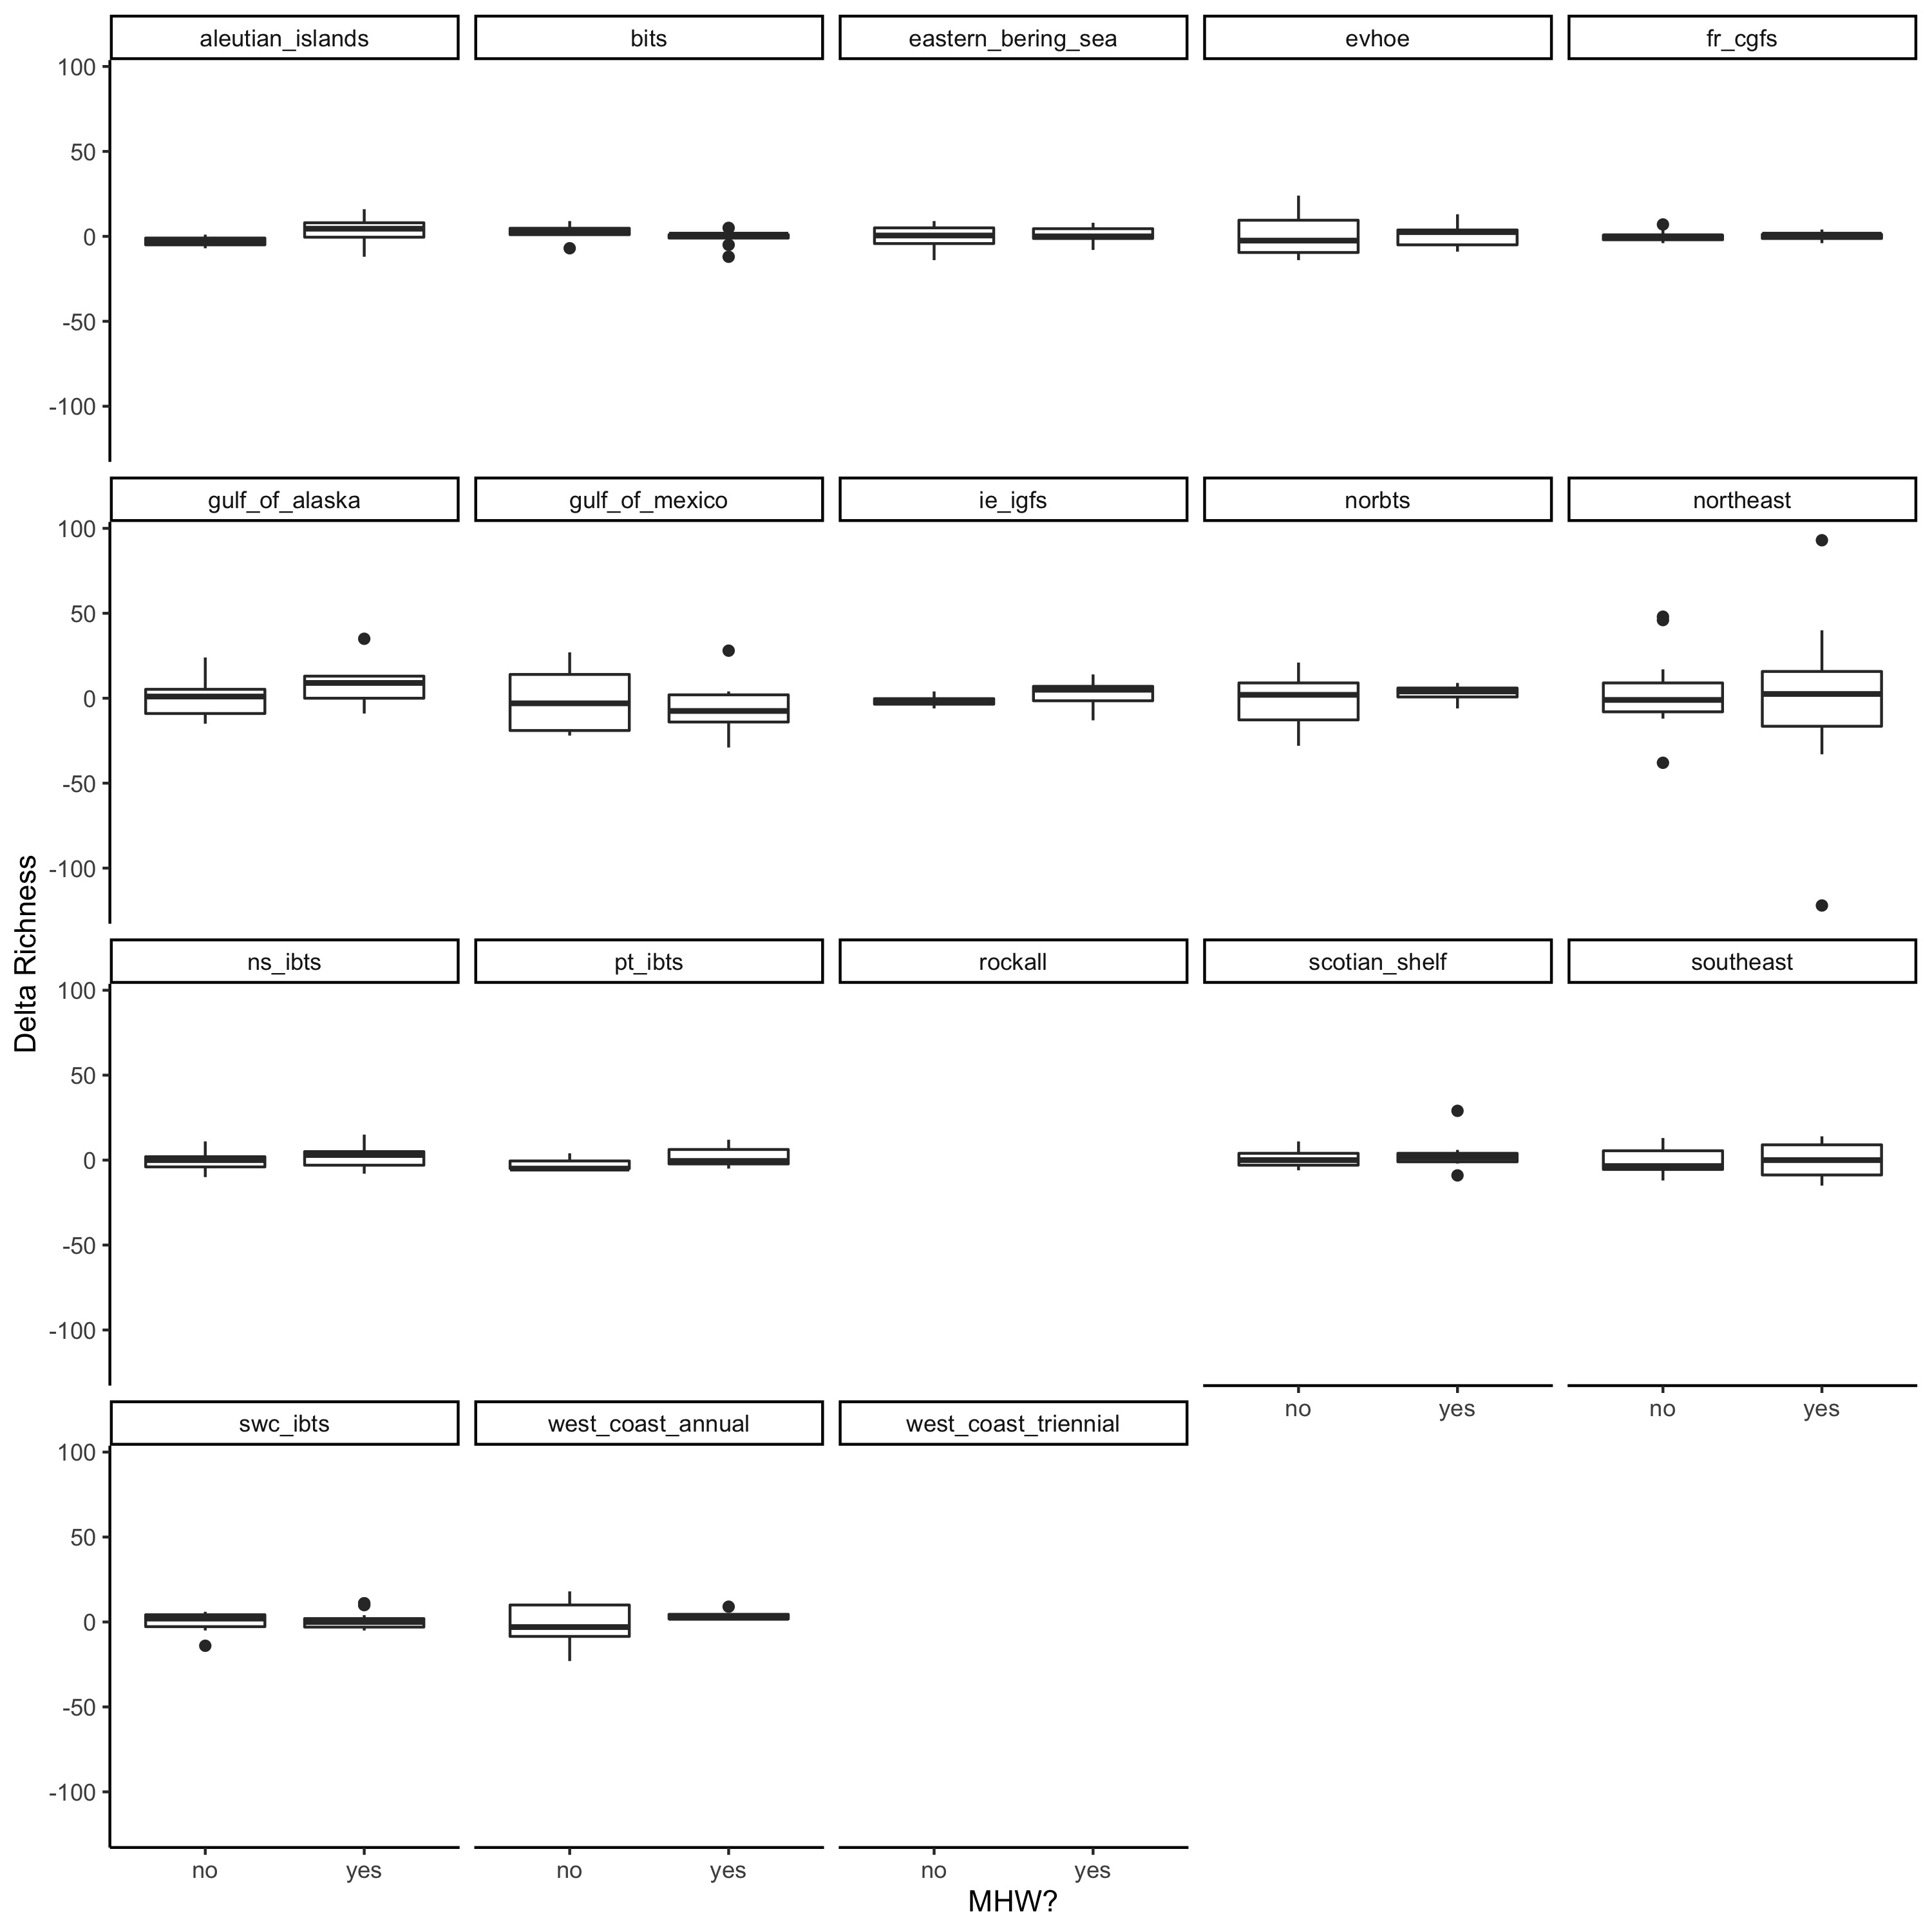 aleutian_islands bits eastern_bering_sea evhoe fr_cgfs
100
50
0
-50
-100
gulf_of_alaska gulf_of_mexico ie_igfs norbts northeast
100
50
0
-50
-100
Delta Richness
ns_ibts pt_ibts rockall scotian_shelf southeast
100
50
0
-50
-100
no yes no yes
swc_ibts west_coast_annual west_coast_triennial
100
50
0
-50
-100
no yes no yes no yes
MHW?